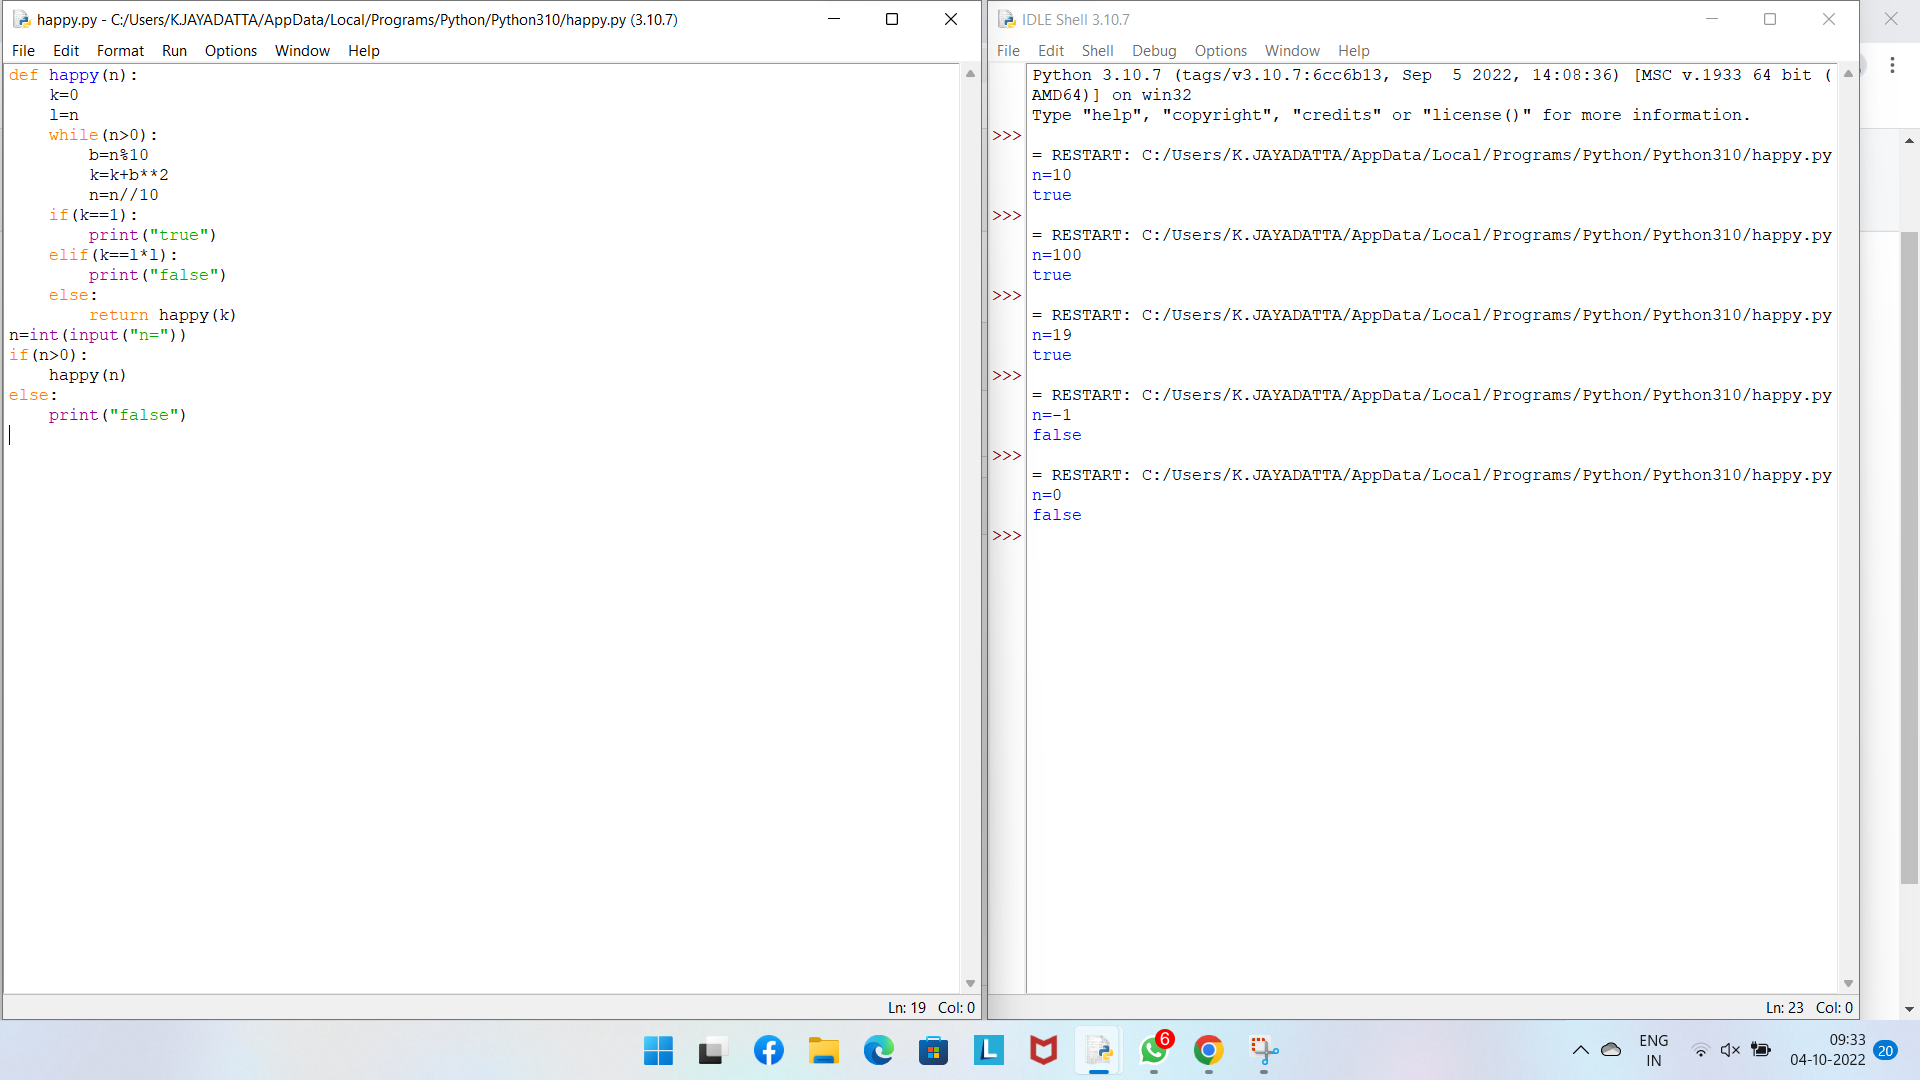 happy.py - C:/Users/K.JAYADATTA/AppData/Local/Programs/Python/Python310/happy.py (3.10.7)
File Edit Format Run Options Window Help
def happy(n):
    k=0
    l=n
    while(n>0):
        b=n%10
        k=k+b**2
        n=n//10
    if(k==1):
        print("true")
    elif(k==l*l):
        print("false")
    else:
        return happy(k)
n=int(input("n="))
if(n>0):
    happy(n)
else:
    print("false")
Ln: 19 Col: 0
IDLE Shell 3.10.7
File Edit Shell Debug Options Window Help
Python 3.10.7 (tags/v3.10.7:6cc6b13, Sep  5 2022, 14:08:36) [MSC v.1933 64 bit (
AMD64)] on win32
Type "help", "copyright", "credits" or "license()" for more information.
>>>
= RESTART: C:/Users/K.JAYADATTA/AppData/Local/Programs/Python/Python310/happy.py
n=10
true
>>>
= RESTART: C:/Users/K.JAYADATTA/AppData/Local/Programs/Python/Python310/happy.py
n=100
true
>>>
= RESTART: C:/Users/K.JAYADATTA/AppData/Local/Programs/Python/Python310/happy.py
n=19
true
>>>
= RESTART: C:/Users/K.JAYADATTA/AppData/Local/Programs/Python/Python310/happy.py
n=-1
false
>>>
= RESTART: C:/Users/K.JAYADATTA/AppData/Local/Programs/Python/Python310/happy.py
n=0
false
>>>
Ln: 23 Col: 0
L
6
ENG
IN
09:33
04-10-2022
20